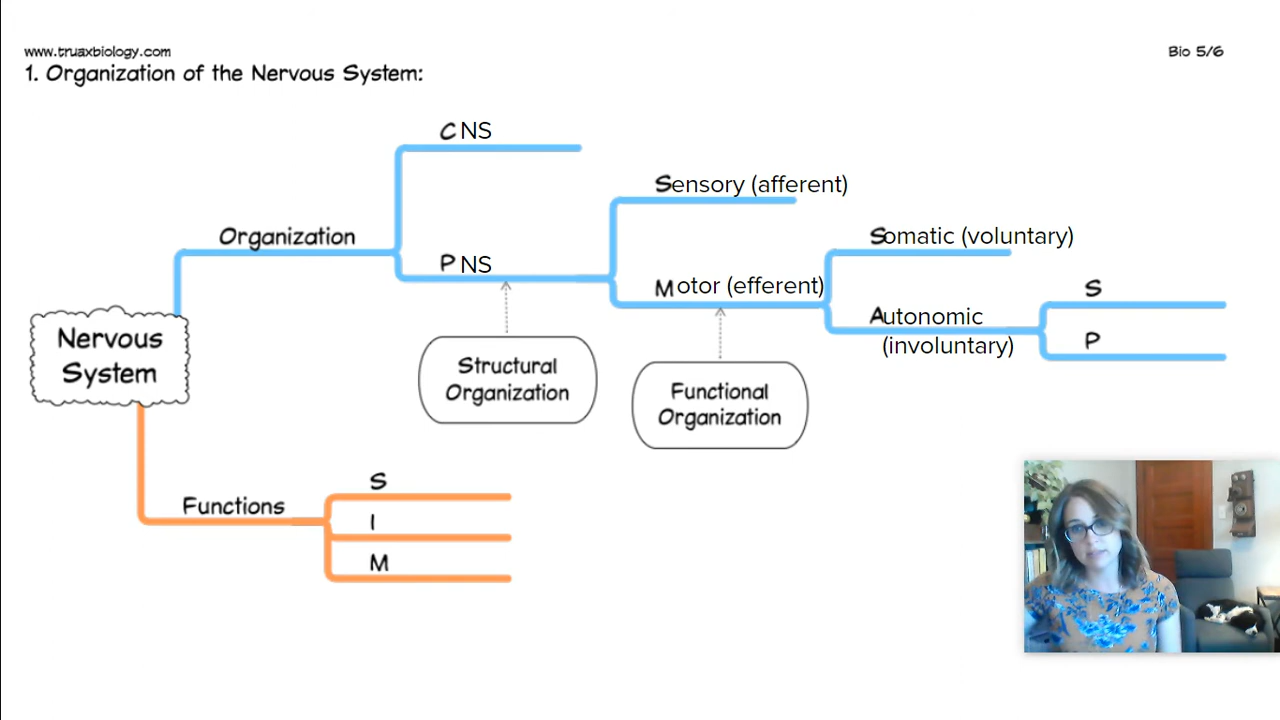 www.truaxbiology.com
Bio 5/6
1. Organization of the Nervous System:
CNS
Sensory (afferent)
Organization
Somatic (voluntary)
PNS
Motor (efferent)
S
Autonomic
(involuntary)
P
Nervous
System
Structural
Organization
Functional
Organization
Functions
S
I
M